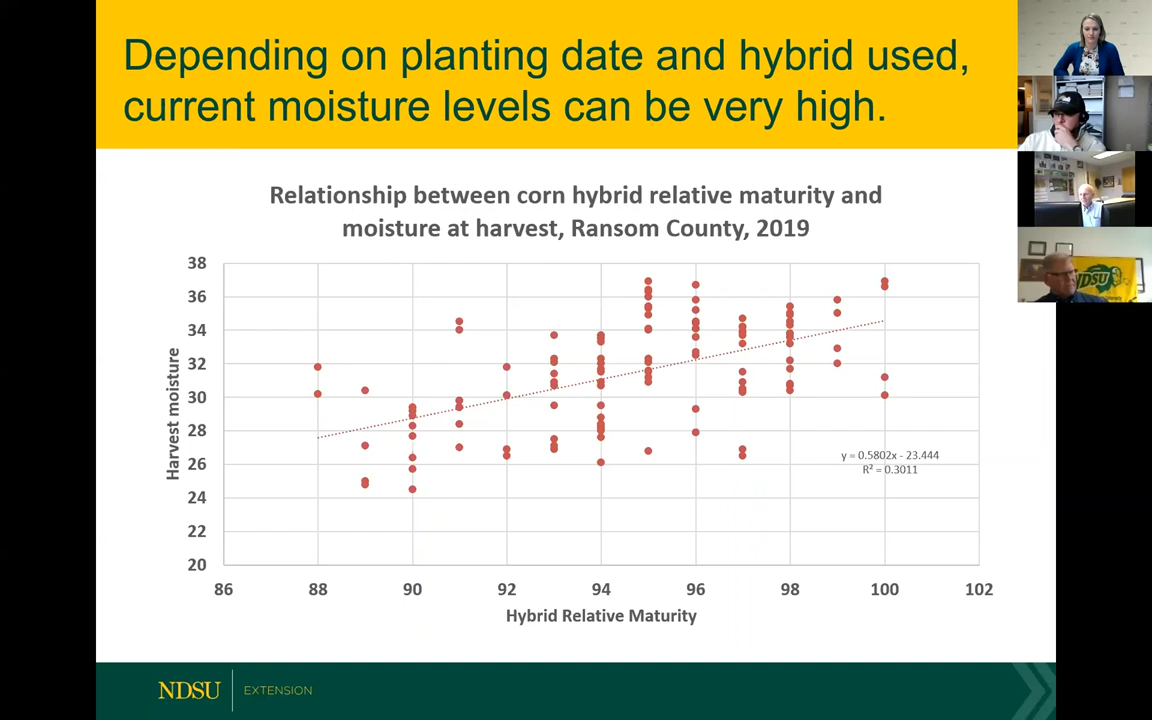 Depending on planting date and hybrid used,
current moisture levels can be very high.
Relationship between corn hybrid relative maturity and
moisture at harvest, Ransom County, 2019
38
36
34
32
30
28
26
24
22
20
Harvest moisture
y = 0.5802x - 23.444
R² = 0.3011
86 88 90 92 94 96 98 100 102
Hybrid Relative Maturity
NDSU EXTENSION
NDSU